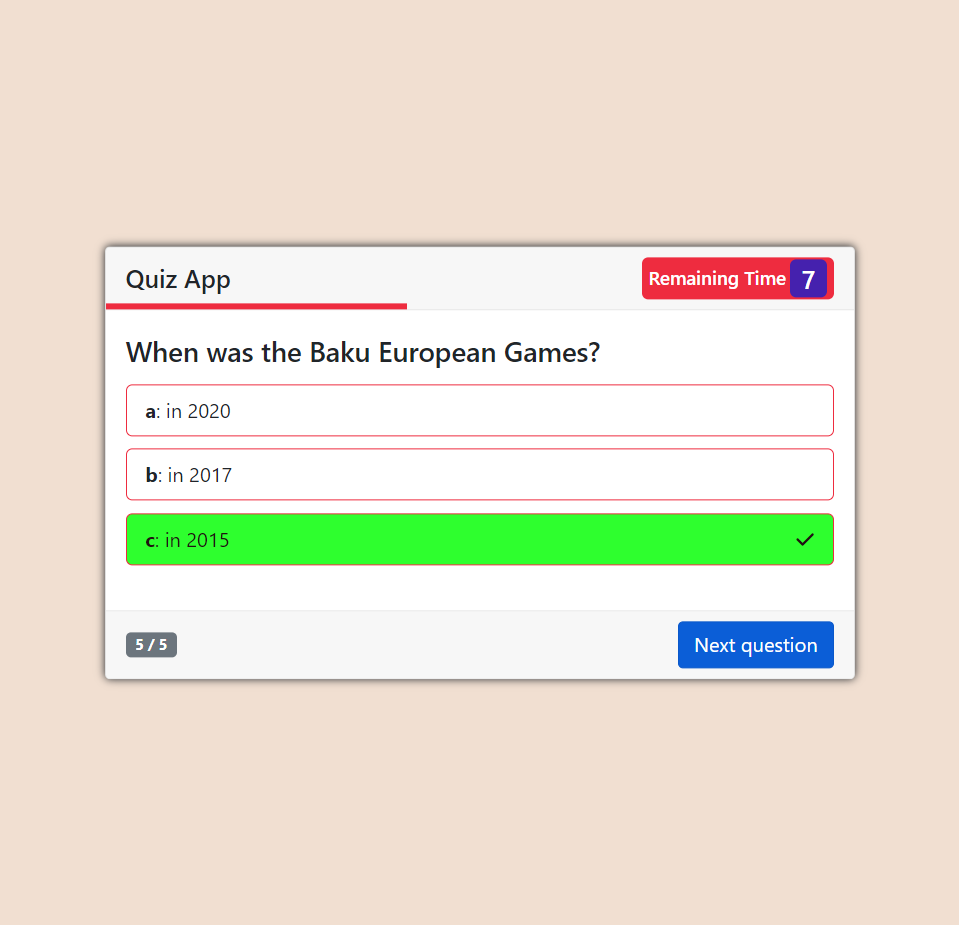 Quiz App
Remaining Time 7
When was the Baku European Games?
a: in 2020
b: in 2017
c: in 2015
5 / 5
Next question